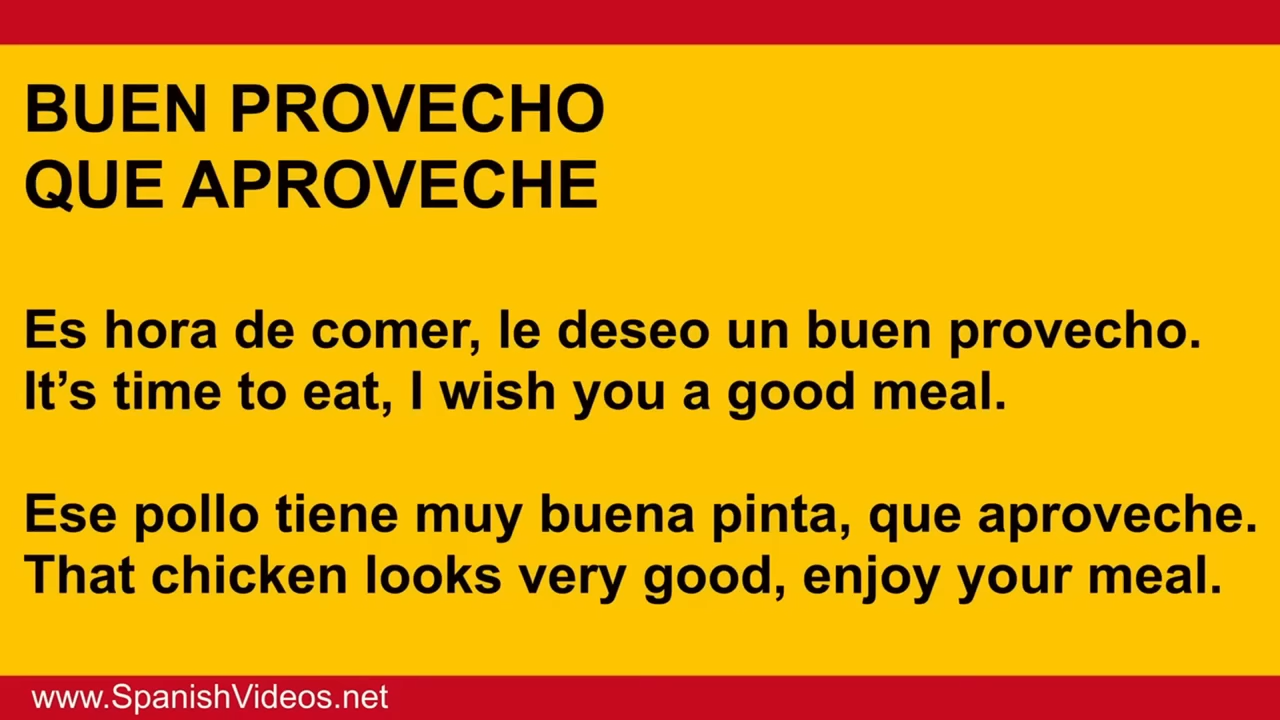 BUEN PROVECHO
QUE APROVECHE
Es hora de comer, le deseo un buen provecho.
It’s time to eat, I wish you a good meal.
Ese pollo tiene muy buena pinta, que aproveche.
That chicken looks very good, enjoy your meal.
www.SpanishVideos.net